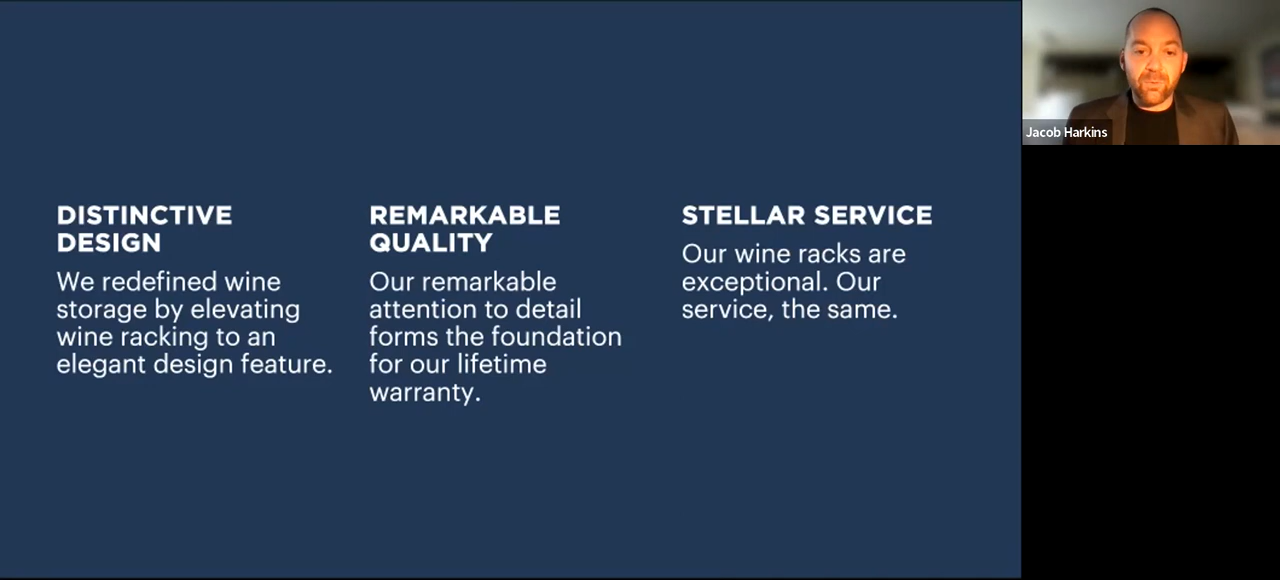 DISTINCTIVE
DESIGN
We redefined wine
storage by elevating
wine racking to an
elegant design feature.
REMARKABLE
QUALITY
Our remarkable
attention to detail
forms the foundation
for our lifetime
warranty.
STELLAR SERVICE
Our wine racks are
exceptional. Our
service, the same.
Jacob Harkins